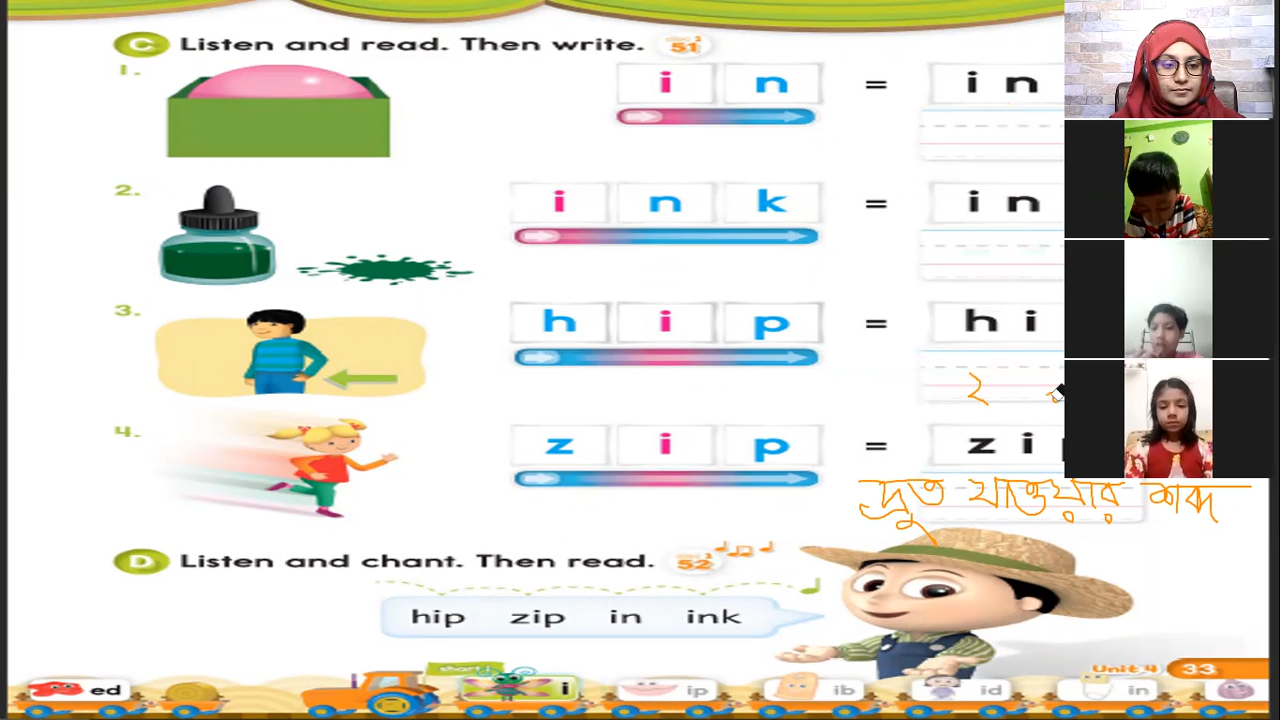 C Listen and read. Then write. 51
1. i n = i n
2. i n k = i n
3. h i p = h i
4. z i p = z i p
দ্রুত যাওয়ার শব্দ
D Listen and chant. Then read. 52
hip zip in ink
Unit 4 33
ed short i ip ib id in